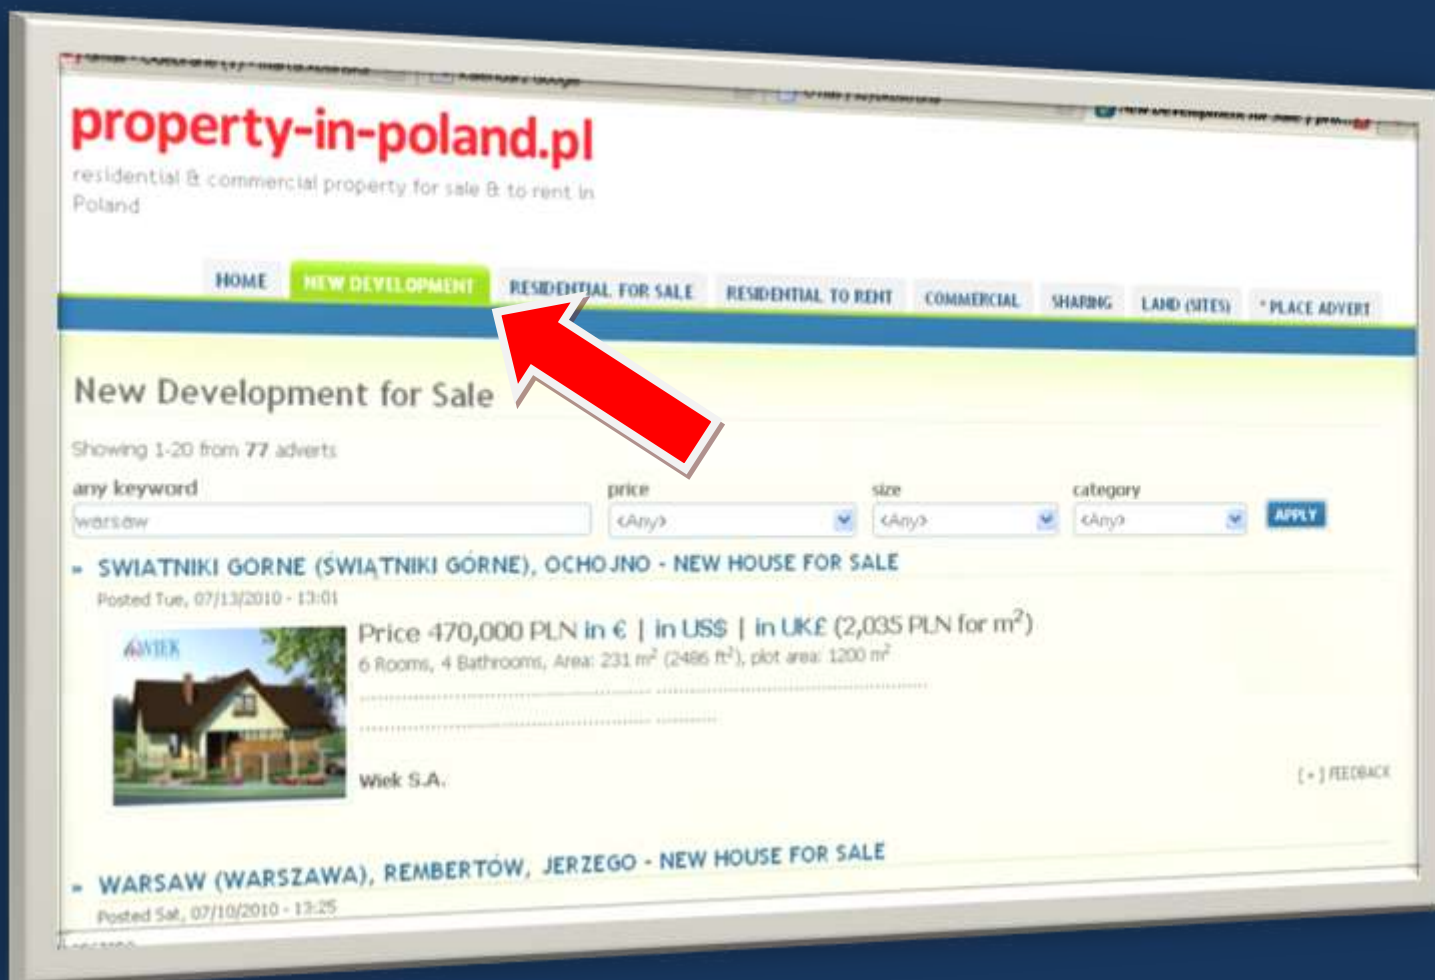 property-in-poland.pl
residential & commercial property for sale & to rent in
Poland
HOME NEW DEVELOPMENT RESIDENTIAL FOR SALE RESIDENTIAL TO RENT COMMERCIAL SHARING LAND (SITES) * PLACE ADVERT
New Development for Sale
Showing 1-20 from 77 adverts
any keyword price size category
warsaw <Any> <Any> <Any> APPLY
» SWIATNIKI GORNE (ŚWIĄTNIKI GÓRNE), OCHOJNO - NEW HOUSE FOR SALE
Posted Tue, 07/13/2010 - 13:01
WIEK
Price 470,000 PLN in € | in US$ | in UK£ (2,035 PLN for m²)
6 Rooms, 4 Bathrooms, Area: 231 m² (2486 ft²), plot area: 1200 m²
Wiek S.A.
[ + ] FEEDBACK
» WARSAW (WARSZAWA), REMBERTÓW, JERZEGO - NEW HOUSE FOR SALE
Posted Sat, 07/10/2010 - 13:25